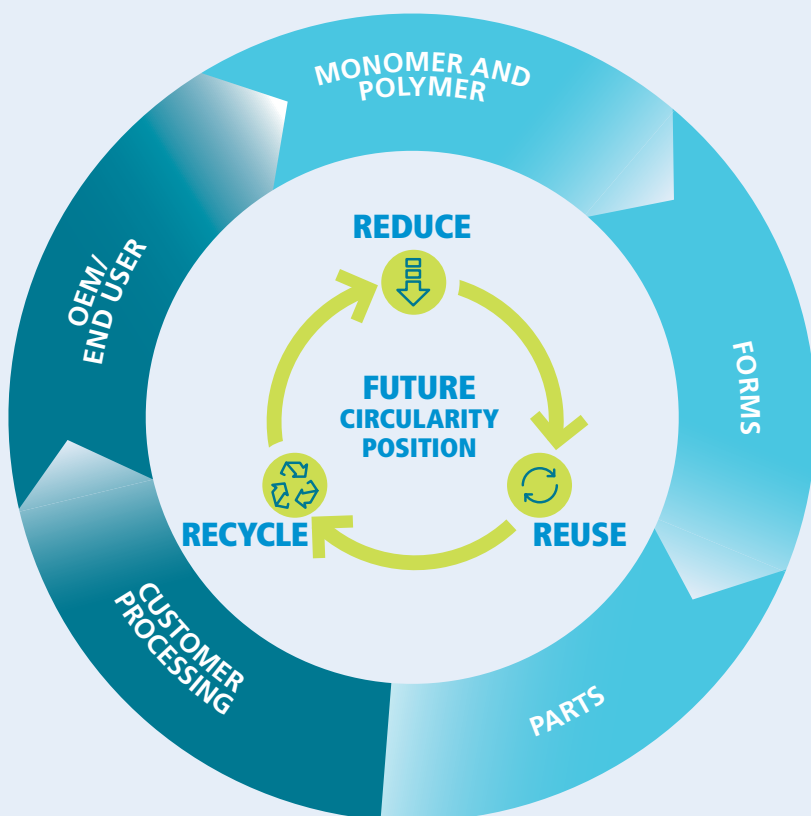 MONOMER AND
POLYMER
FORMS
PARTS
CUSTOMER
PROCESSING
OEM/
END USER
REDUCE
REUSE
RECYCLE
FUTURE
CIRCULARITY
POSITION